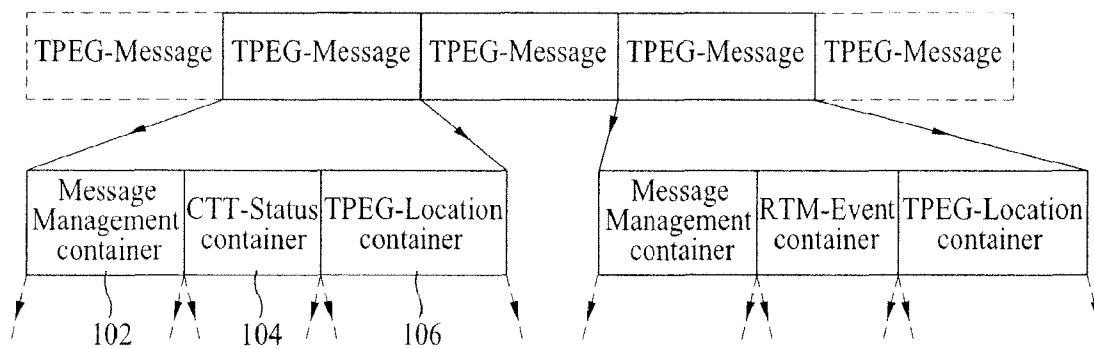 TPEG-Message TPEG-Message TPEG-Message TPEG-Message TPEG-Message
Message
Management
container
CTT-Status
container
TPEG-Location
container
Message
Management
container
RTM-Event
container
TPEG-Location
container
102 104 106